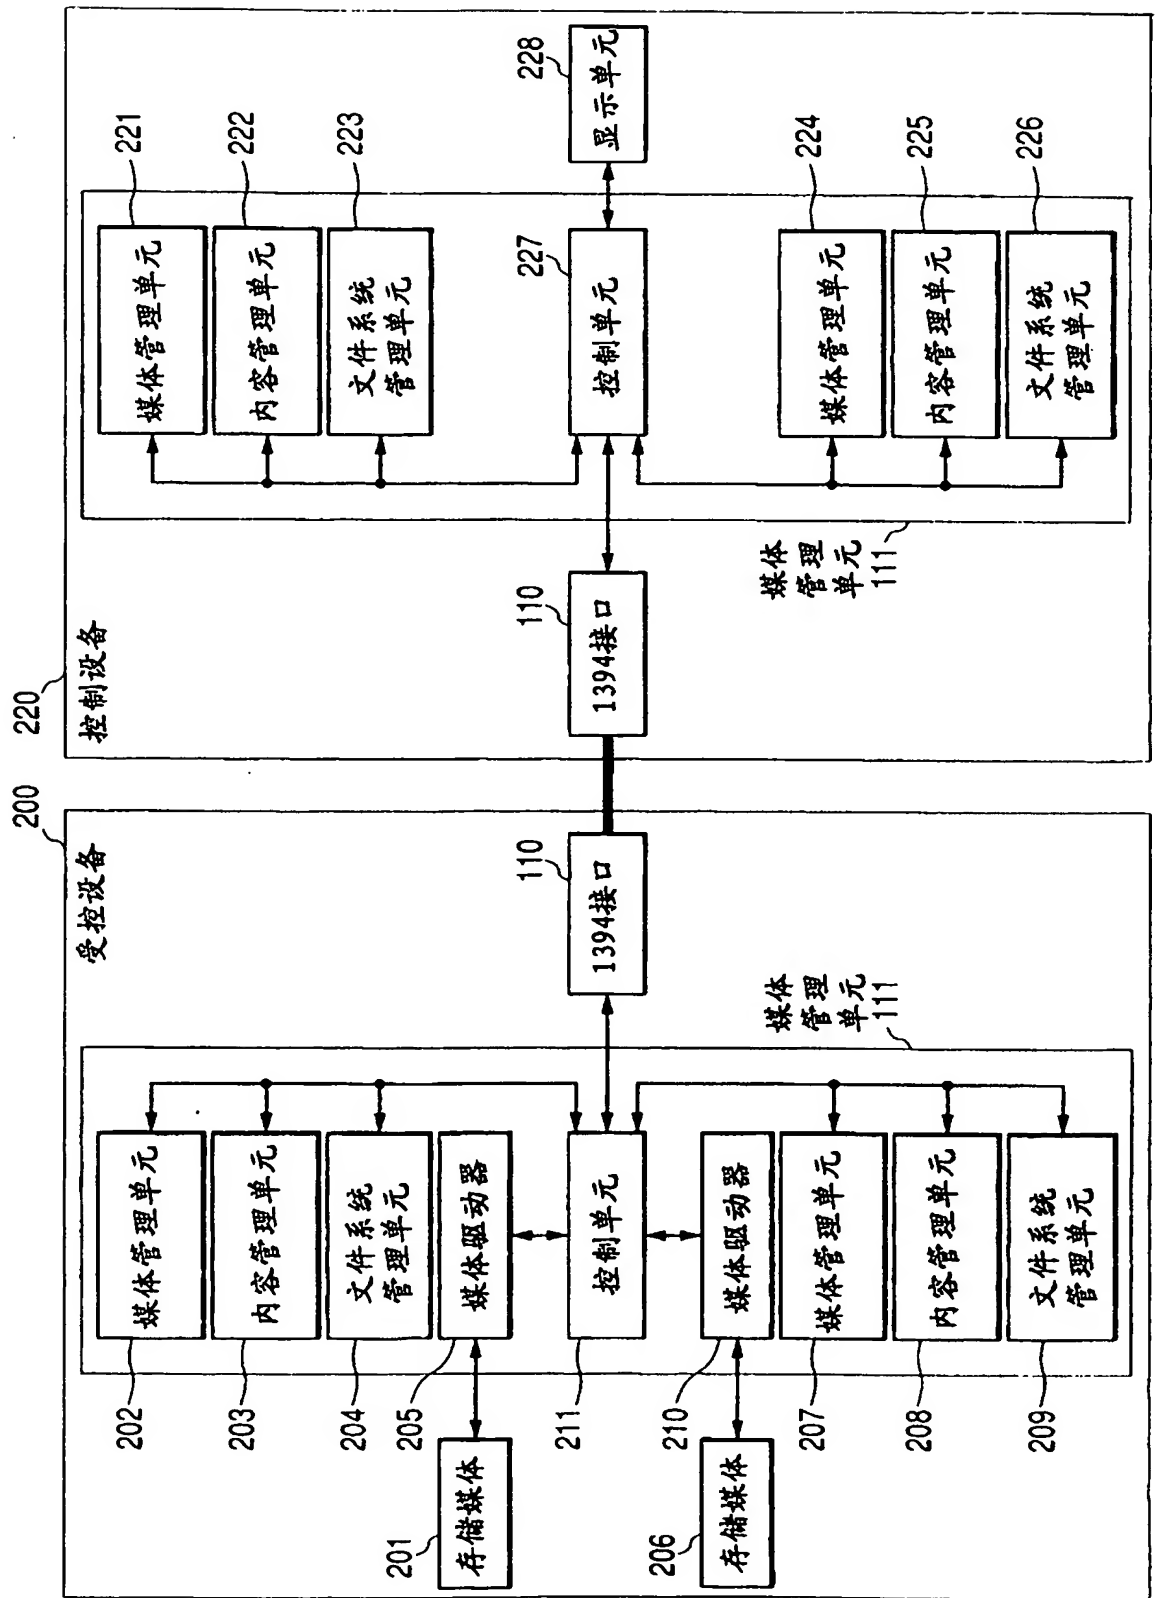 200
受控设备
202
媒体管理单元
203
内容管理单元
204
文件系统
管理单元
205
媒体驱动器
201
存储媒体
211
控制单元
210
媒体驱动器
206
存储媒体
207
媒体管理单元
208
内容管理单元
209
文件系统
管理单元
媒体
管理
单元
111
110
1394接口
220
控制设备
110
1394接口
221
媒体管理单元
222
内容管理单元
223
文件系统
管理单元
227
控制单元
228
显示单元
224
媒体管理单元
225
内容管理单元
226
文件系统
管理单元
媒体
管理
单元
111